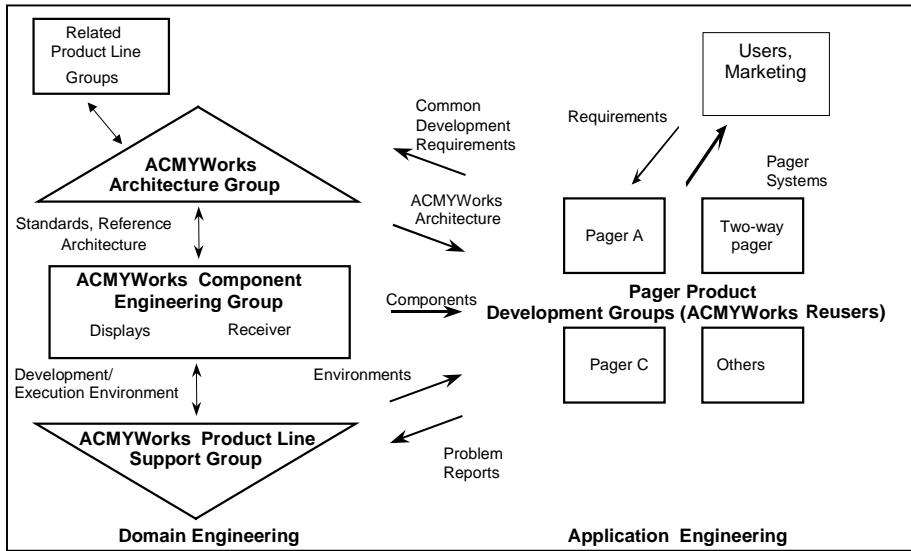 Related
Product Line
Groups
ACMYWorks
Architecture Group
Standards, Reference
Architecture
ACMYWorks Component
Engineering Group
Displays
Receiver
Development/
Execution Environment
ACMYWorks Product Line
Support Group
Domain Engineering
Common
Development
Requirements
ACMYWorks
Architecture
Components
Environments
Problem
Reports
Users,
Marketing
Requirements
Pager
Systems
Pager A
Two-way
pager
Pager Product
Development Groups (ACMYWorks Reusers)
Pager C
Others
Application Engineering